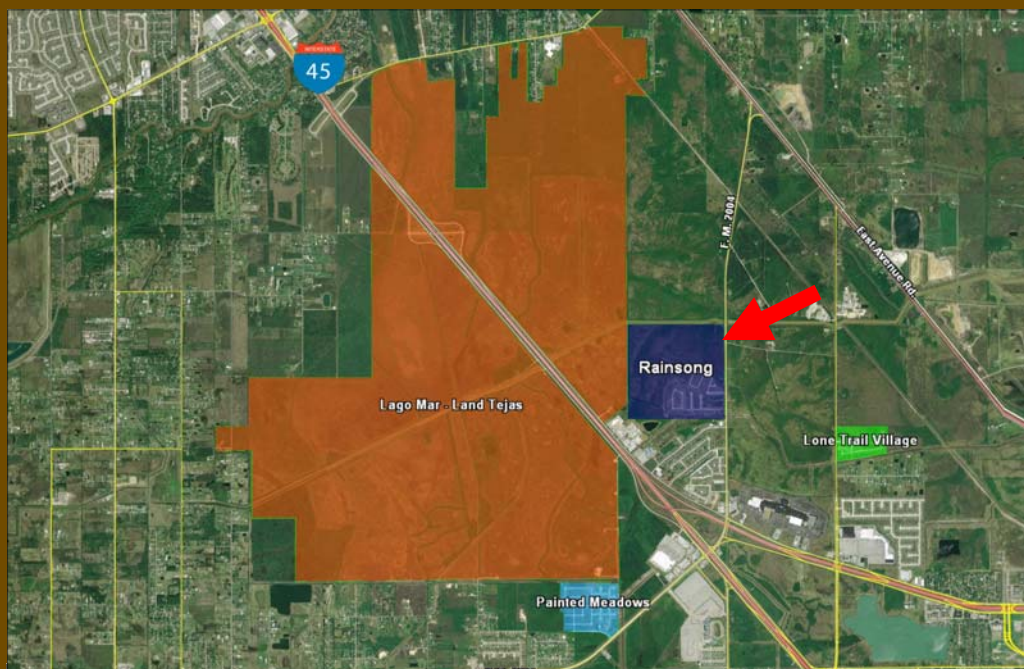 INTERSTATE
45
F. M. 2004
East Avenue Rd.
Rainsong
Lago Mar - Land Tejas
Lone Trail Village
Painted Meadows